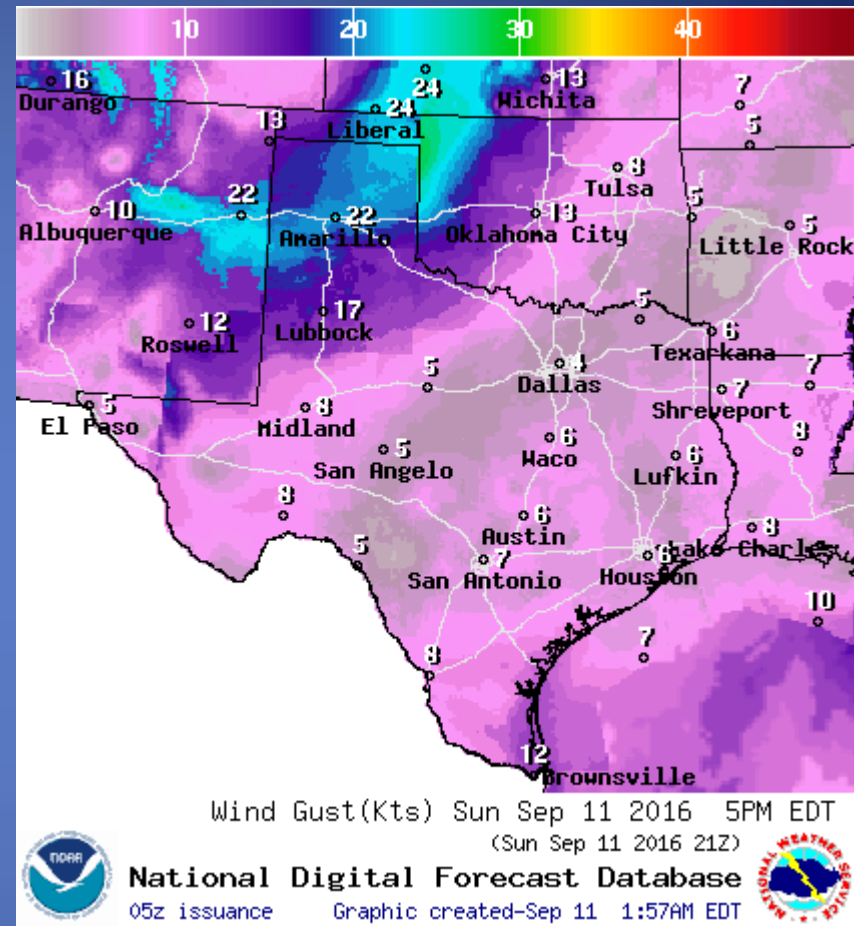 10 20 30 40
16 24 13 7
Durango Wichita
24
Liberal
13 5
8
Tulsa
22 22 13 5
10 5
Albuquerque Amarillo Oklahoma City Little Rock
12 17 5
Roswell Lubbock 6
Texarkana
4
5 Dallas 7
7
Shreveport
5 8
El Paso Midland
6 8
5 Waco 6
San Angelo Lufkin
8 6 8
Austin
5 7 6 Lake Charles
San Antonio Houston
10
7
8
12
Brownsville
Wind Gust(Kts) Sun Sep 11 2016 5PM EDT
(Sun Sep 11 2016 21Z)
National Digital Forecast Database
05z issuance Graphic created-Sep 11 1:57AM EDT
NOAA
NATIONAL WEATHER SERVICE